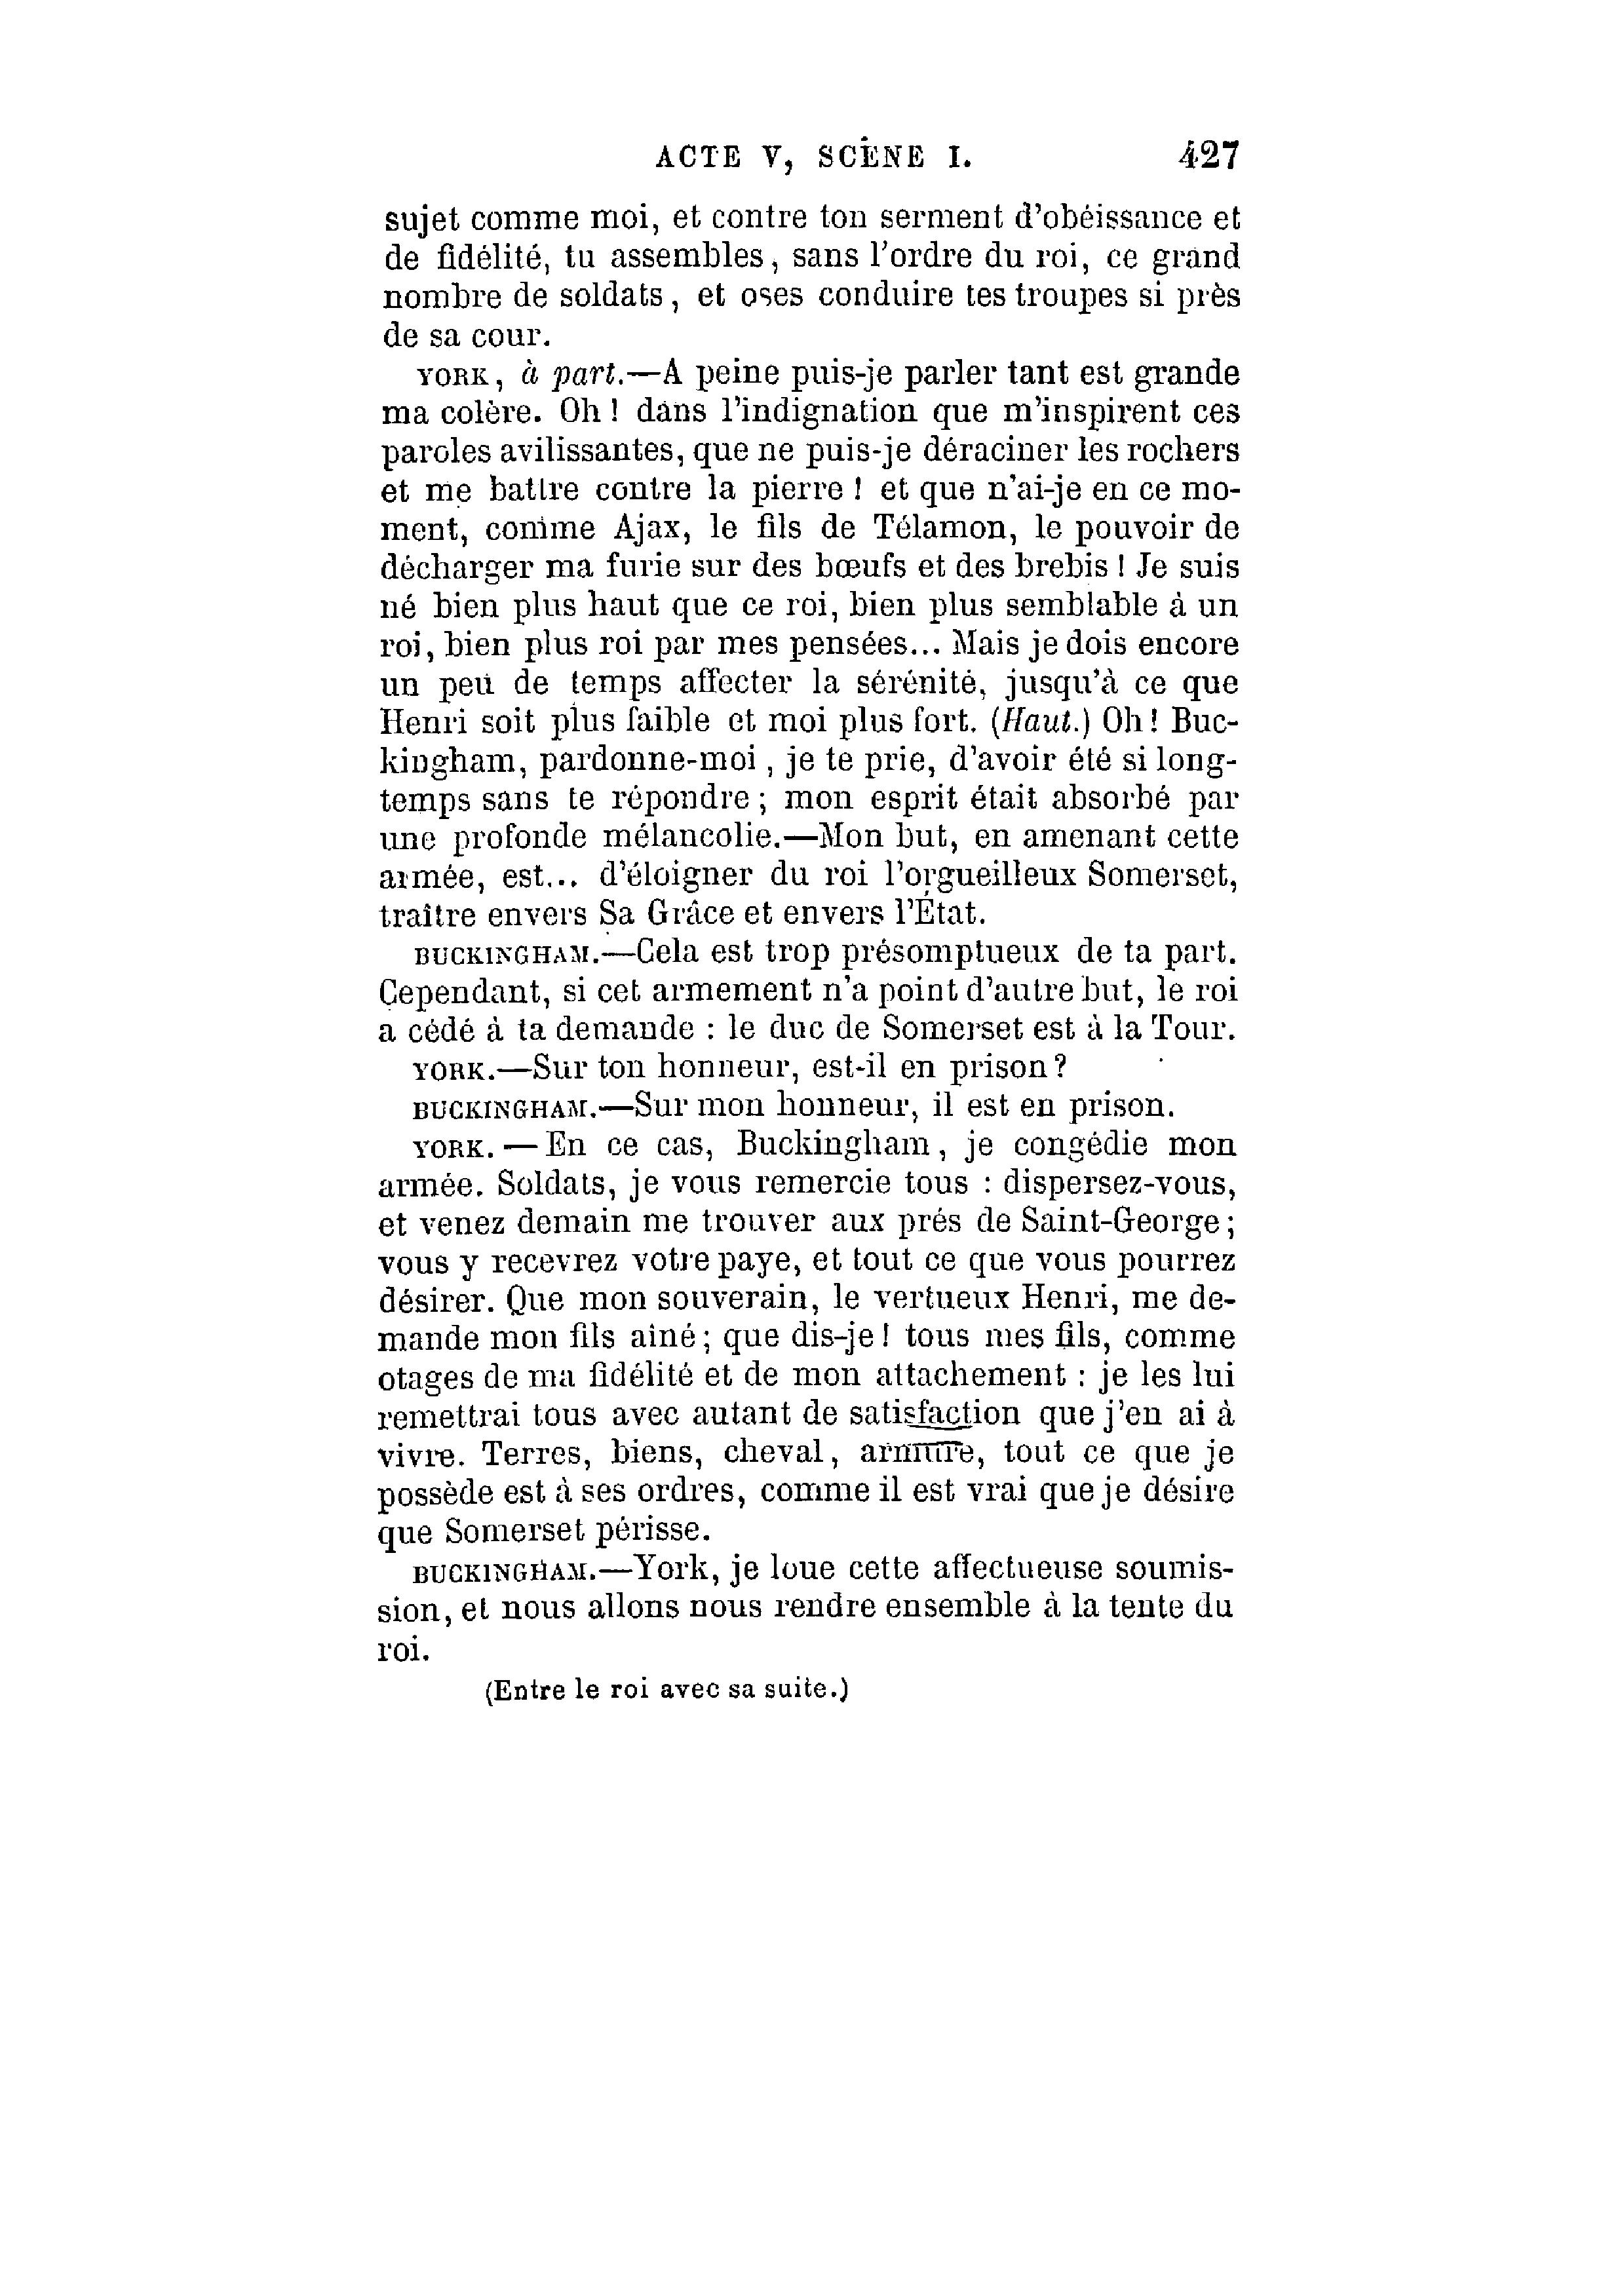 ACTE V, SCÈNE I. 427
sujet comme moi, et contre ton serment d'obéissance et
de fidélité, tu assembles, sans l'ordre du roi, ce grand
nombre de soldats, et oses conduire tes troupes si près
de sa cour.
YORK, à part.—A peine puis-je parler tant est grande
ma colère. Oh ! dans l'indignation que m'inspirent ces
paroles avilissantes, que ne puis-je déraciner les rochers
et me battre contre la pierre ! et que n'ai-je en ce mo-
ment, comme Ajax, le fils de Télamon, le pouvoir de
décharger ma furie sur des bœufs et des brebis ! Je suis
né bien plus haut que ce roi, bien plus semblable à un
roi, bien plus roi par mes pensées... Mais je dois encore
un peu de temps affecter la sérénité, jusqu'à ce que
Henri soit plus faible et moi plus fort. (Haut.) Oh ! Buc-
kingham, pardonne-moi, je te prie, d'avoir été si long-
temps sans te répondre ; mon esprit était absorbé par
une profonde mélancolie.—Mon but, en amenant cette
armée, est... d'éloigner du roi l'orgueilleux Somerset,
traître envers Sa Grâce et envers l'État.
BUCKINGHAM.—Cela est trop présomptueux de ta part.
Cependant, si cet armement n'a point d'autre but, le roi
a cédé à ta demande : le duc de Somerset est à la Tour.
YORK.—Sur ton honneur, est-il en prison ?
BUCKINGHAM.—Sur mon honneur, il est en prison.
YORK. — En ce cas, Buckingham, je congédie mon
armée. Soldats, je vous remercie tous : dispersez-vous,
et venez demain me trouver aux prés de Saint-George ;
vous y recevrez votre paye, et tout ce que vous pourrez
désirer. Que mon souverain, le vertueux Henri, me de-
mande mon fils aîné ; que dis-je ! tous mes fils, comme
otages de ma fidélité et de mon attachement : je les lui
remettrai tous avec autant de satisfaction que j'en ai à
vivre. Terres, biens, cheval, armure, tout ce que je
possède est à ses ordres, comme il est vrai que je désire
que Somerset périsse.
BUCKINGHAM.—York, je loue cette affectueuse soumis-
sion, et nous allons nous rendre ensemble à la tente du
roi.
(Entre le roi avec sa suite.)